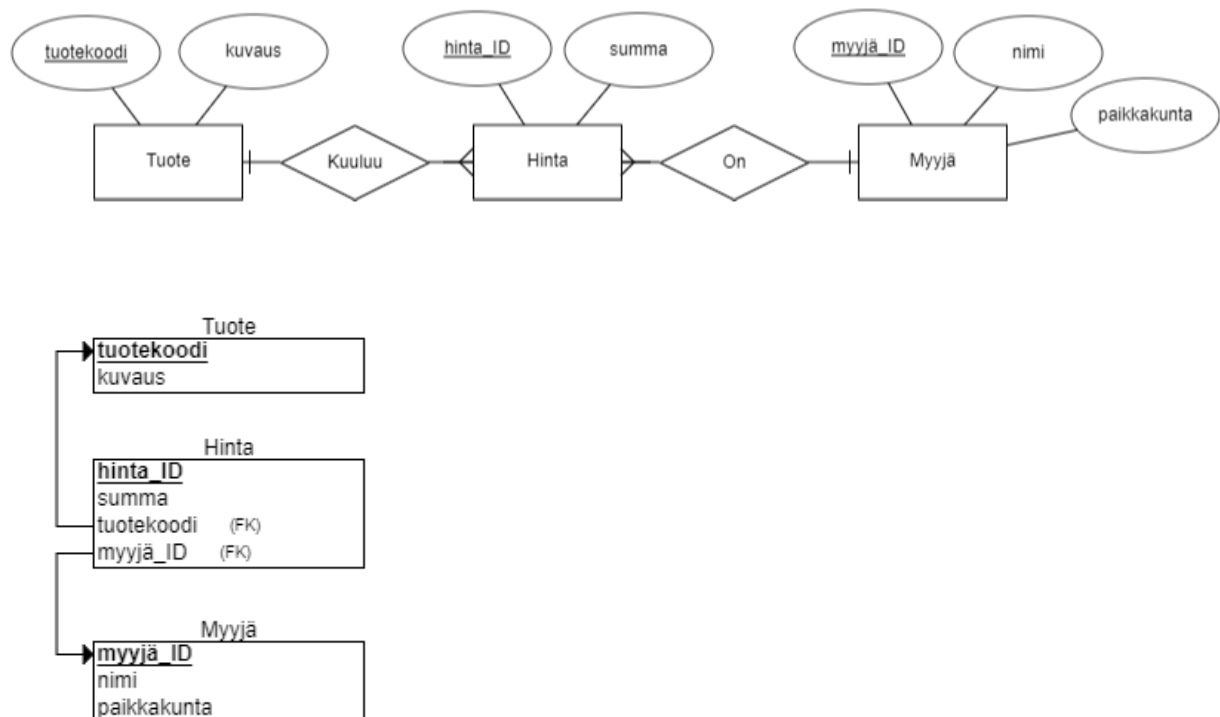 tuotekoodi
kuvaus
hinta_ID
summa
myyjä_ID
nimi
paikkakunta
Tuote
Kuuluu
Hinta
On
Myyjä
Tuote
tuotekoodi
kuvaus
Hinta
hinta_ID
summa
tuotekoodi (FK)
myyjä_ID (FK)
Myyjä
myyjä_ID
nimi
paikkakunta